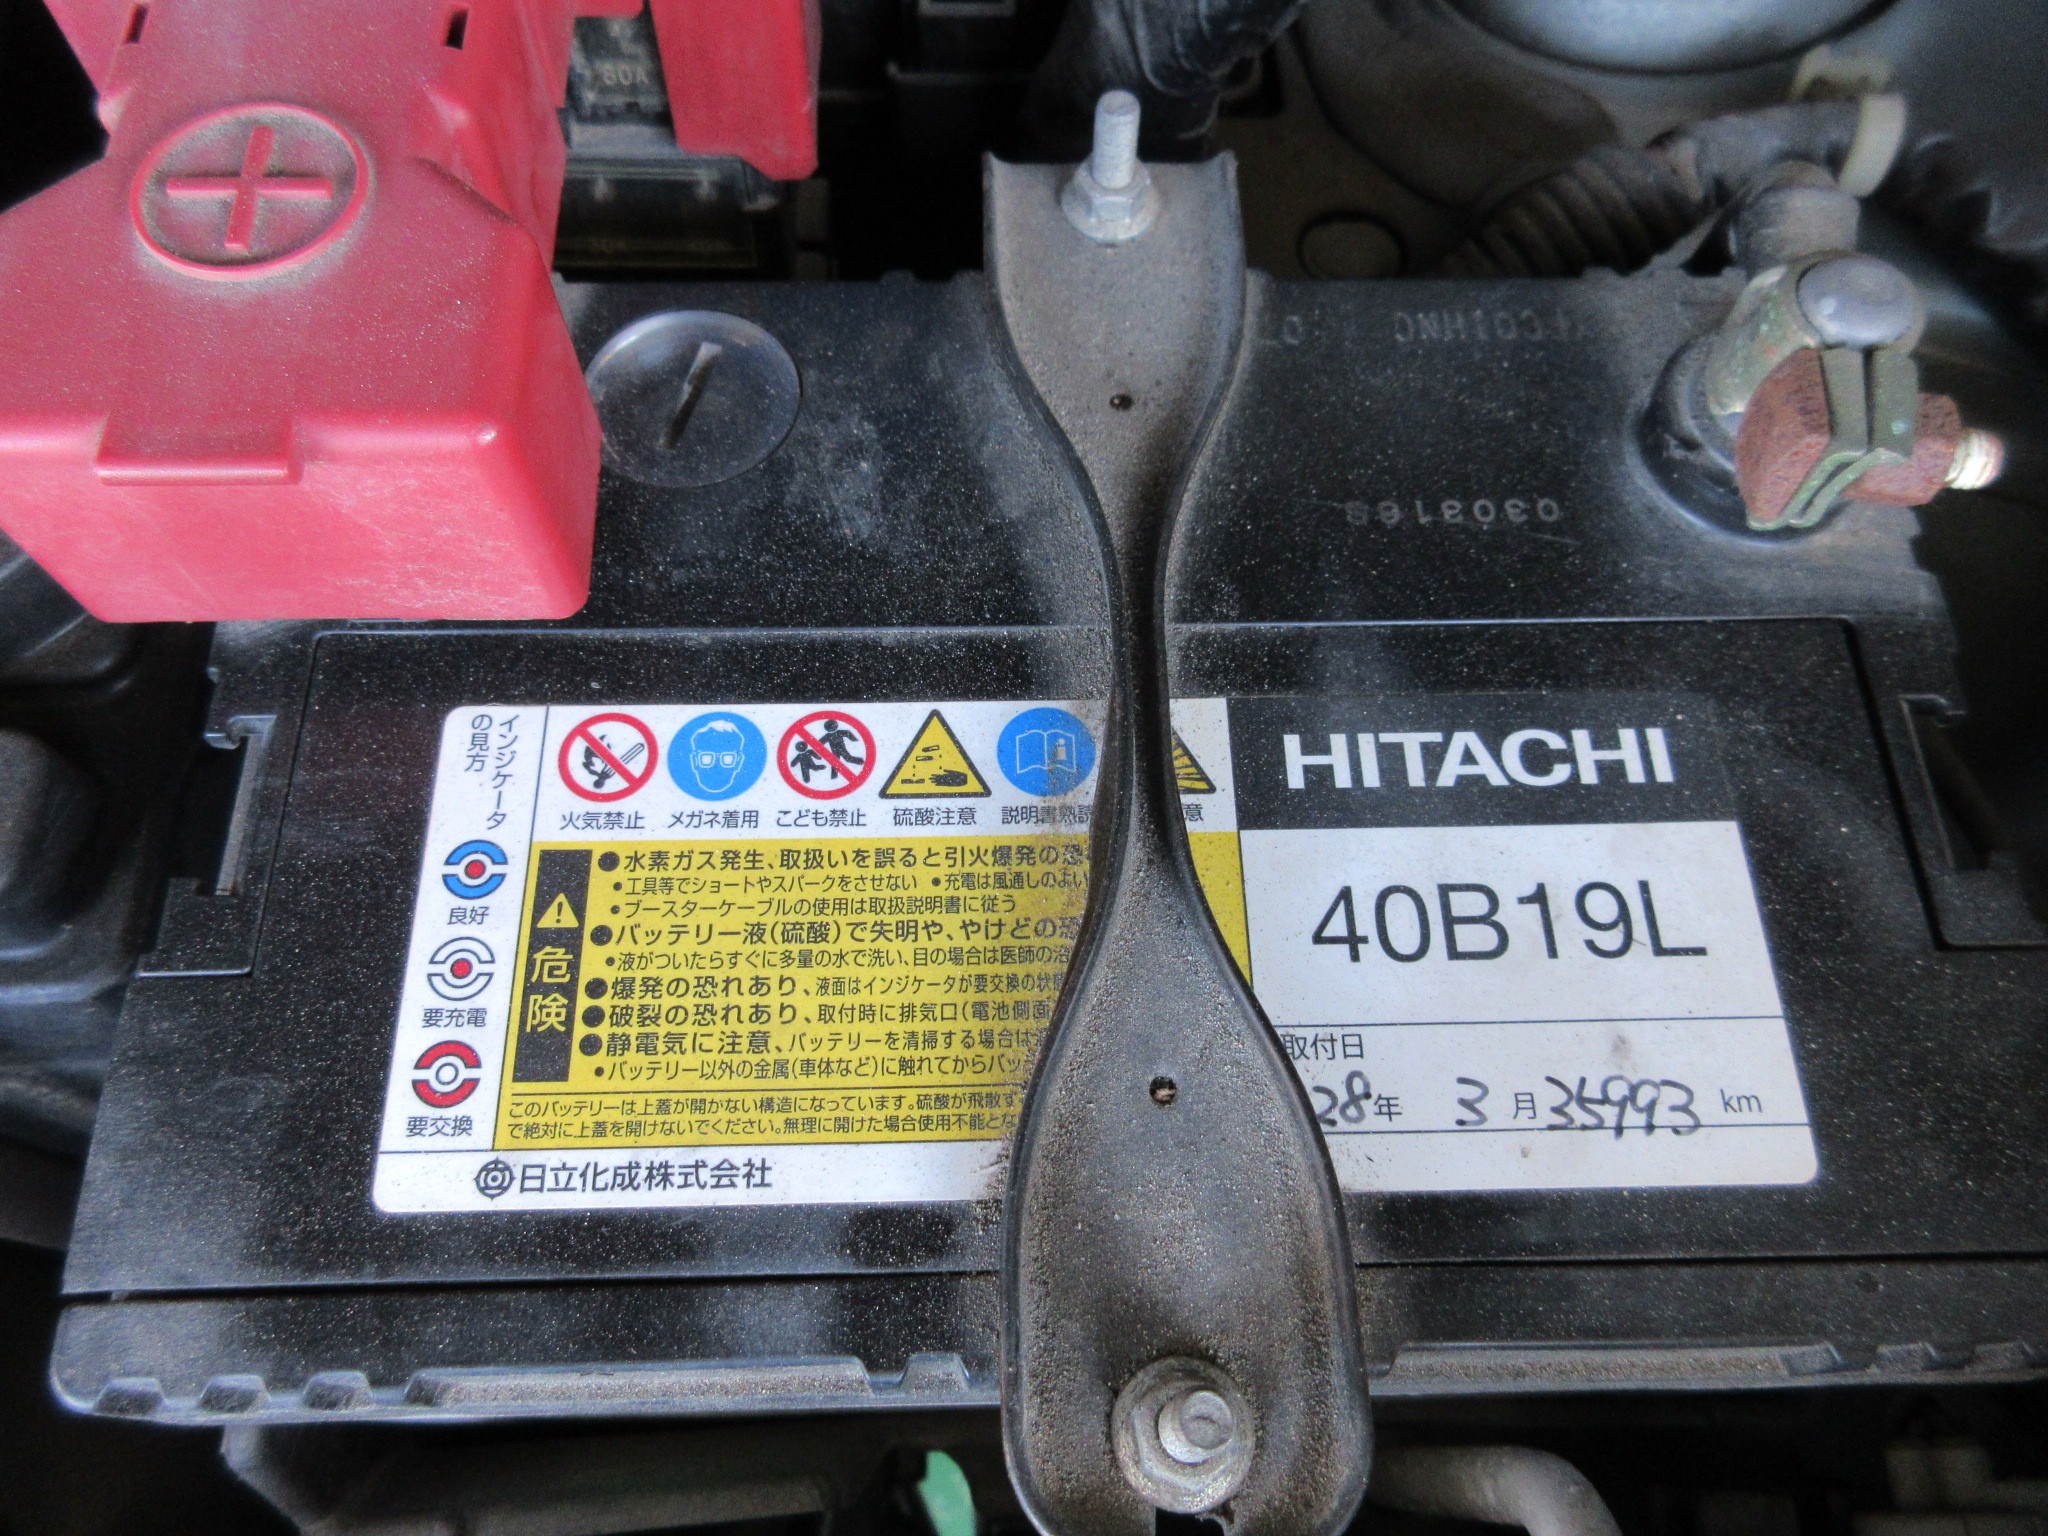 80A
FC01HNC
030316S
インジケータ
の見方
火気禁止
メガネ着用
こども禁止
硫酸注意
説明書熟読
意
HITACHI
40B19L
良好
要充電
要交換
危険
●水素ガス発生、取扱いを誤ると引火爆発の恐
•工具等でショートやスパークをさせない •充電は風通しのよい
•ブースターケーブルの使用は取扱説明書に従う
●バッテリー液(硫酸)で失明や、やけどの恐
•液がついたらすぐに多量の水で洗い、目の場合は医師の治
●爆発の恐れあり、液面はインジケータが要交換の状態
●破裂の恐れあり、取付時に排気口(電池側面
●静電気に注意、バッテリーを清掃する場合は
•バッテリー以外の金属(車体など)に触れてからバッ
このバッテリーは上蓋が開かない構造になっています。硫酸が飛散す
で絶対に上蓋を開けないでください。無理に開けた場合使用不能とな
日立化成株式会社
取付日
28年 3月 35993 km